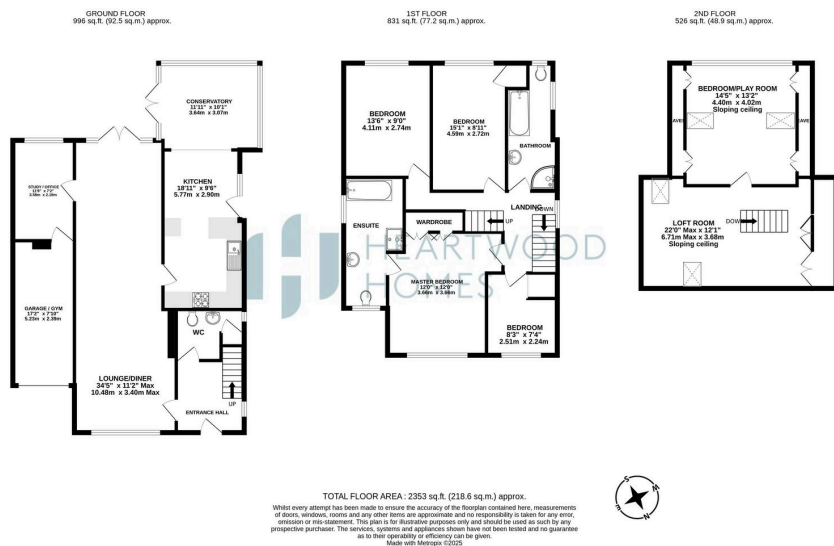 GROUND FLOOR
996 sq.ft. (92.5 sq.m.) approx.
1ST FLOOR
831 sq.ft. (77.2 sq.m.) approx.
2ND FLOOR
526 sq.ft. (48.9 sq.m.) approx.
CONSERVATORY
11'11" x 10'1"
3.64m x 3.07m
STUDY / OFFICE
KITCHEN
18'11" x 9'6"
5.77m x 2.90m
GARAGE / GYM
17'2" x 7'10"
5.23m x 2.39m
WC
LOUNGE/DINER
34'5" x 11'2" Max
10.48m x 3.40m Max
ENTRANCE HALL
UP
BEDROOM
13'6" x 9'0"
4.11m x 2.74m
BEDROOM
15'1" x 8'11"
4.59m x 2.72m
BATHROOM
LANDING
DOWN
UP
WARDROBE
ENSUITE
MASTER BEDROOM
12'0" x 12'0"
3.66m x 3.66m
BEDROOM
8'3" x 7'4"
2.51m x 2.24m
BEDROOM/PLAY ROOM
14'5" x 13'2"
4.40m x 4.02m
Sloping ceiling
LOFT ROOM
22'0" Max x 12'1"
6.71m Max x 3.68m
Sloping ceiling
DOWN
HEARTWOOD
HOMES
TOTAL FLOOR AREA : 2353 sq.ft. (218.6 sq.m.) approx.
Whilst every attempt has been made to ensure the accuracy of the floorplan contained here, measurements
of doors, windows, rooms and any other items are approximate and no responsibility is taken for any error,
omission or mis-statement. This plan is for illustrative purposes only and should be used as such by any
prospective purchaser. The services, systems and appliances shown have not been tested and no guarantee
as to their operability or efficiency can be given.
Made with Metropix ©2025
S
W
E
N